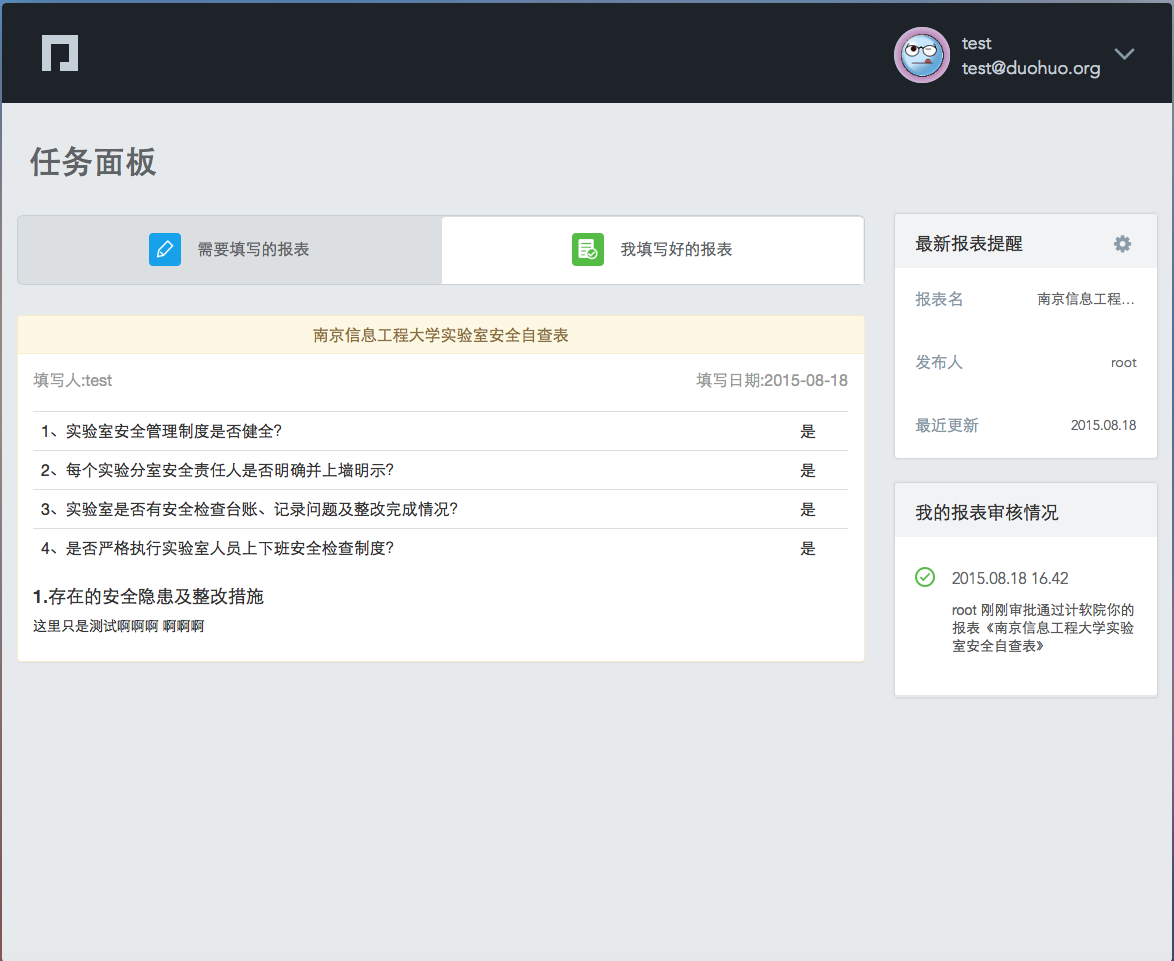 test
test@duohuo.org
任务面板
需要填写的报表
我填写好的报表
南京信息工程大学实验室安全自查表
填写人:test
填写日期:2015-08-18
1、实验室安全管理制度是否健全?
是
2、每个实验分室安全责任人是否明确并上墙明示?
是
3、实验室是否有安全检查台账、记录问题及整改完成情况?
是
4、是否严格执行实验室人员上下班安全检查制度?
是
1.存在的安全隐患及整改措施
这里只是测试啊啊啊 啊啊啊
最新报表提醒
报表名
南京信息工程...
发布人
root
最近更新
2015.08.18
我的报表审核情况
2015.08.18 16.42
root 刚刚审批通过计软院你的
报表《南京信息工程大学实验
室安全自查表》